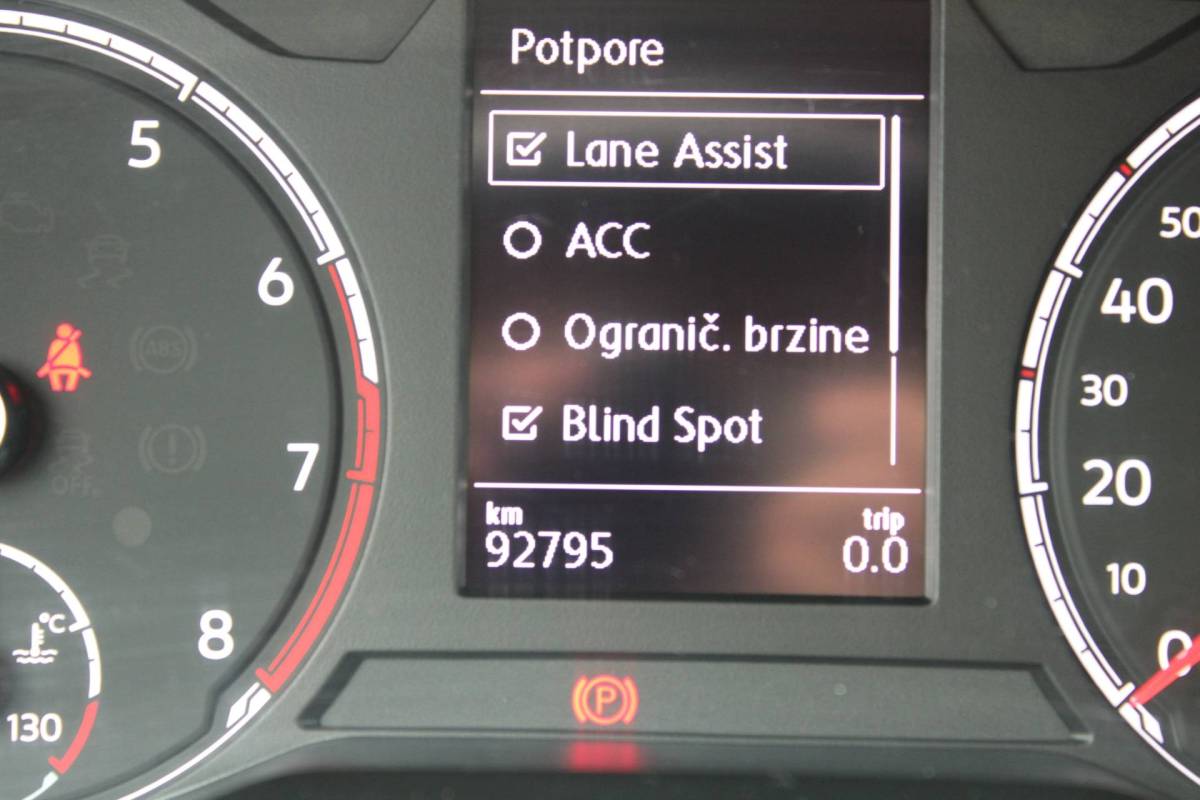 Potpore
Lane Assist
ACC
Ogranič. brzine
Blind Spot
km
92795
trip
0.0
5
6
7
8
ABS
OFF
°C
130
P
50
40
30
20
10
0